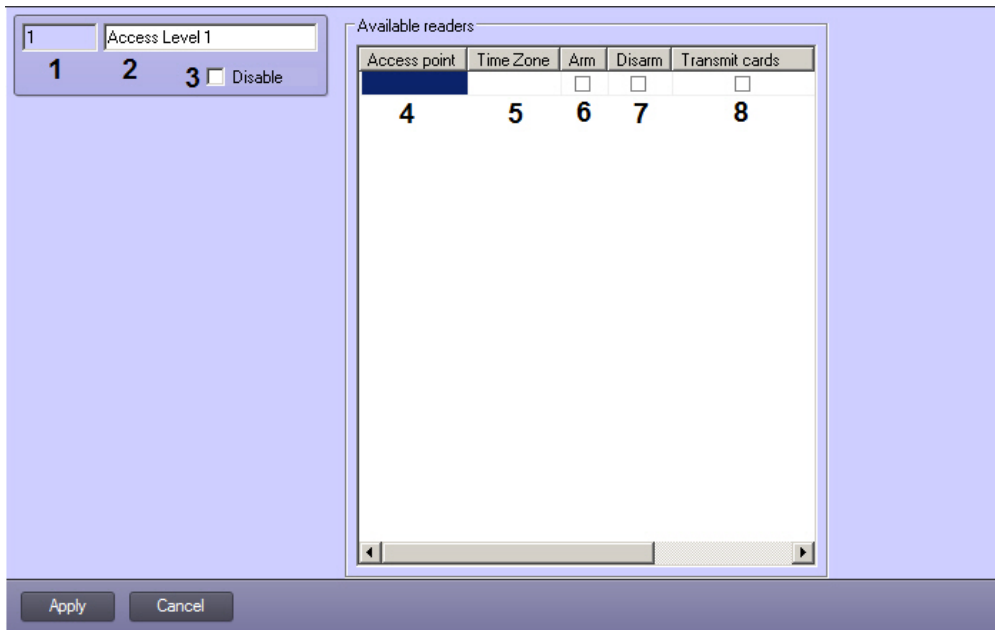 1
Access Level 1
1 2 3 Disable
Available readers
Access point Time Zone Arm Disarm Transmit cards
4 5 6 7 8
Apply Cancel